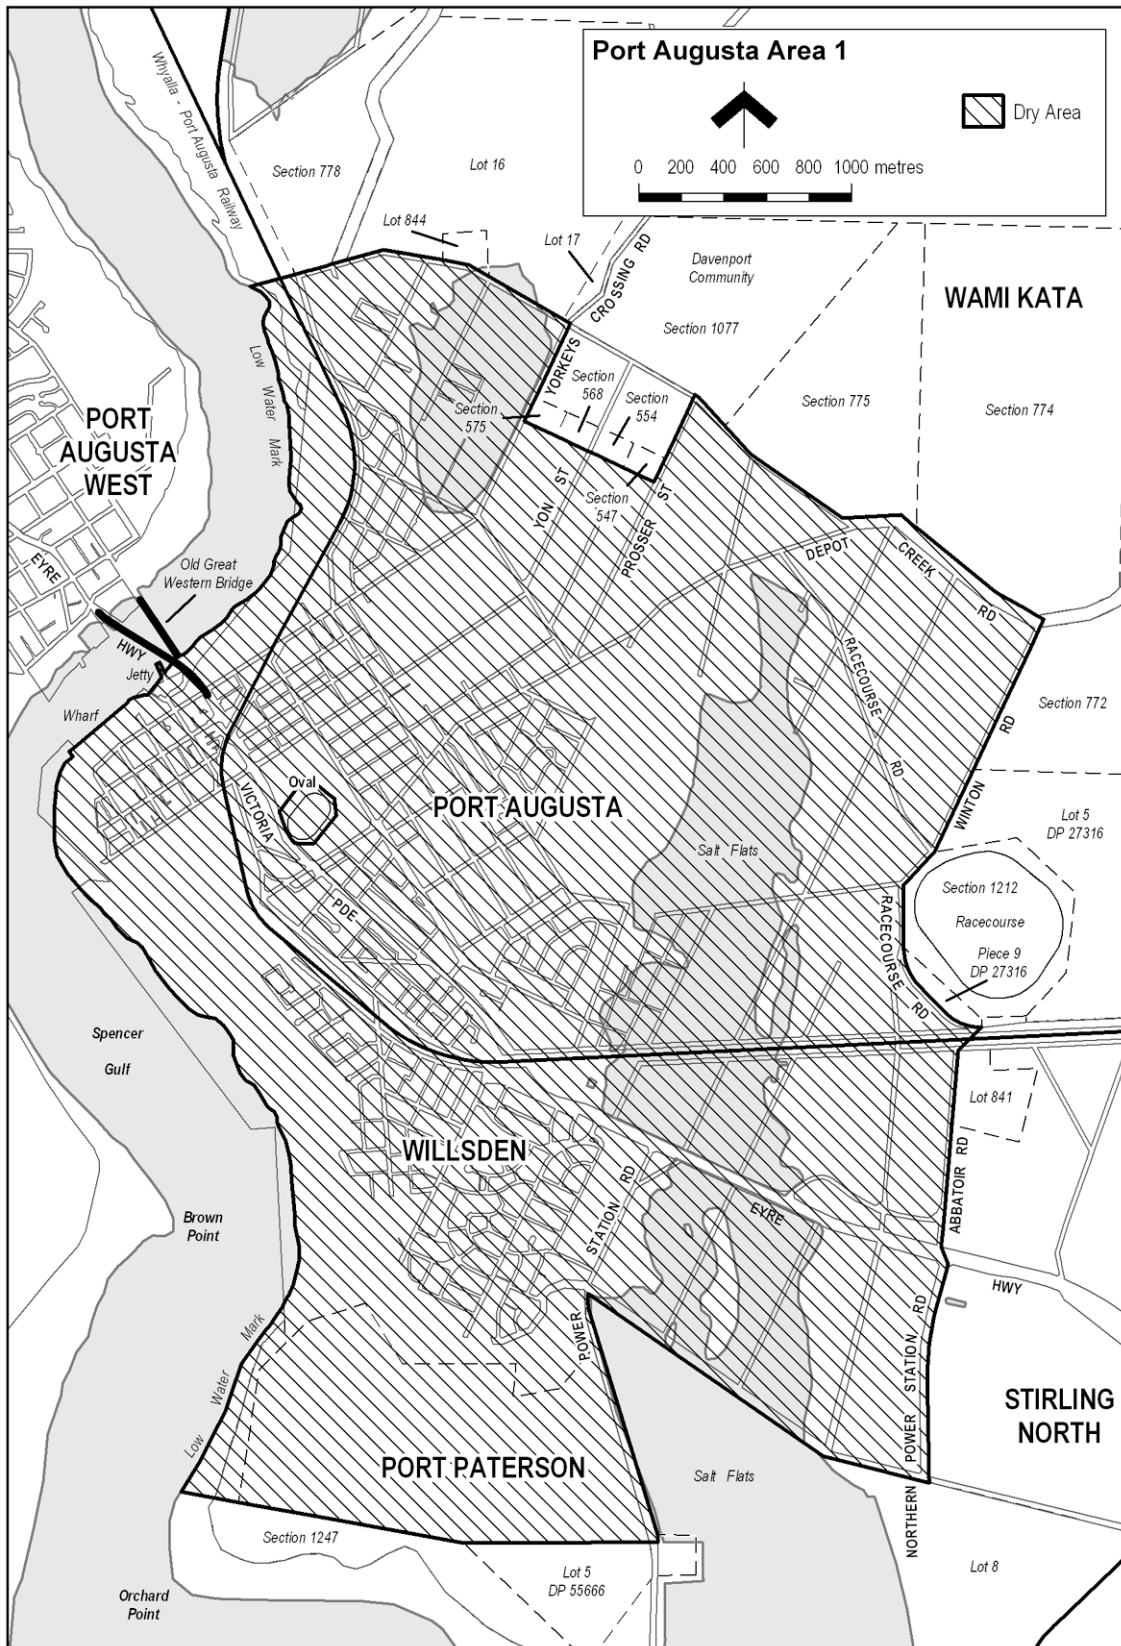 Port Augusta Area 1
Dry Area
0 200 400 600 800 1000 metres
Whyalla - Port Augusta Railway
Section 778
Lot 16
Lot 844
Lot 17
CROSSING RD
Davenport
Community
WAMI KATA
Section 1077
YORKEYS
Section
568
Section
554
Section
575
Section 775
Section 774
Low Water Mark
PORT
AUGUSTA
WEST
YON ST
Section
547
PROSSER ST
DEPOT
CREEK
RD
EYRE
Old Great
Western Bridge
HWY
Jetty
Wharf
RACECOURSE
RD
Section 772
RD
WINTON
Oval
VICTORIA
PORT AUGUSTA
Lot 5
DP 27316
Salt Flats
Section 1212
Racecourse
PDE
RACECOURSE RD
Piece 9
DP 27316
Spencer
Gulf
Lot 841
WILLSDEN
ABBATOIR RD
STATION RD
EYRE
Brown
Point
HWY
Low Water Mark
POWER
NORTHERN POWER STATION RD
STIRLING
NORTH
PORT PATERSON
Salt Flats
Section 1247
Lot 5
DP 55666
Lot 8
Orchard
Point